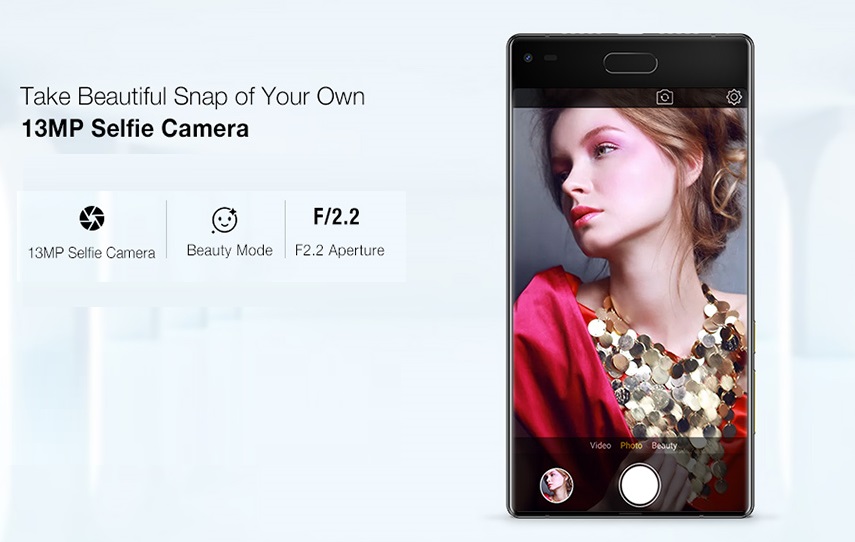 Take Beautiful Snap of Your Own
13MP Selfie Camera
F/2.2
13MP Selfie Camera
Beauty Mode
F2.2 Aperture
Video Photo Beauty